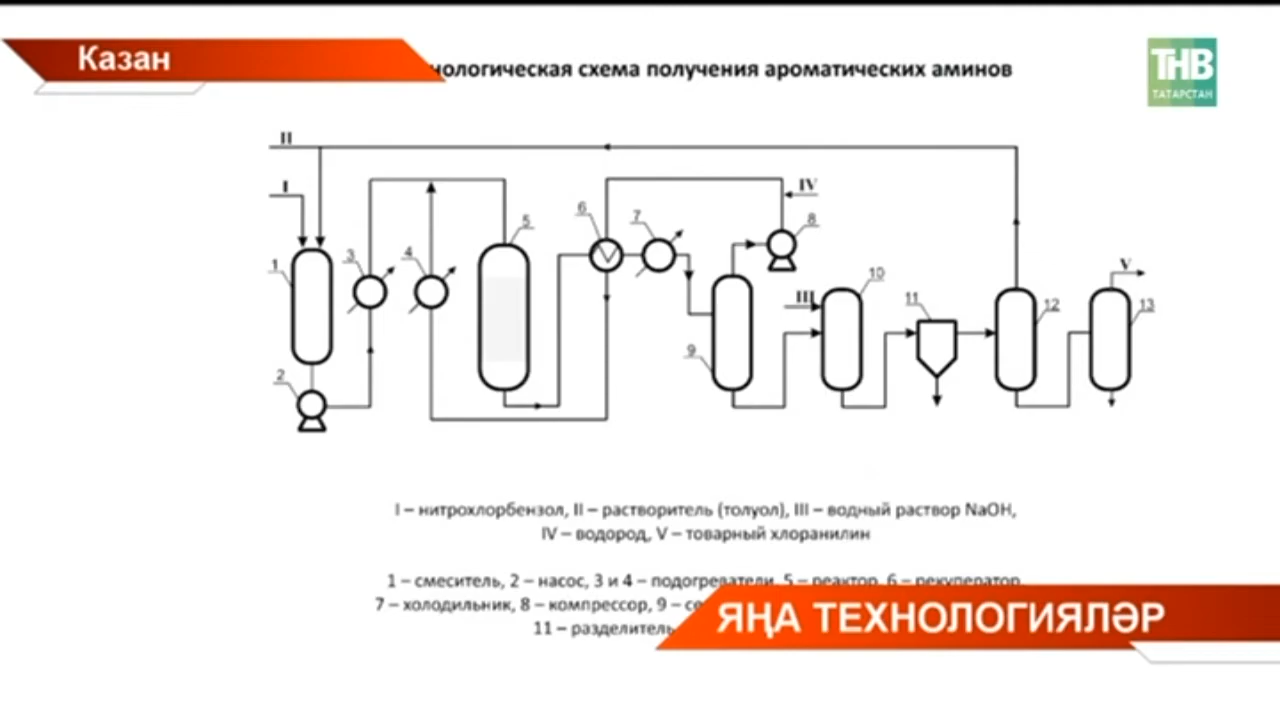 Казан
нологическая схема получения ароматических аминов
ТНВ
ТАТАРСТАН
II
I
IV
6
7
8
5
3
4
1
V
10
III
11
12
13
9
2
I – нитрохлорбензол, II – растворитель (толуол), III – водный раствор NaOH,
IV – водород, V – товарный хлоранилин
1 – смеситель, 2 – насос, 3 и 4 – подогреватели, 5 – реактор, 6 – рекуператор
7 – холодильник, 8 – компрессор, 9 – се
11 – разделитель
ЯҢА ТЕХНОЛОГИЯЛӘР